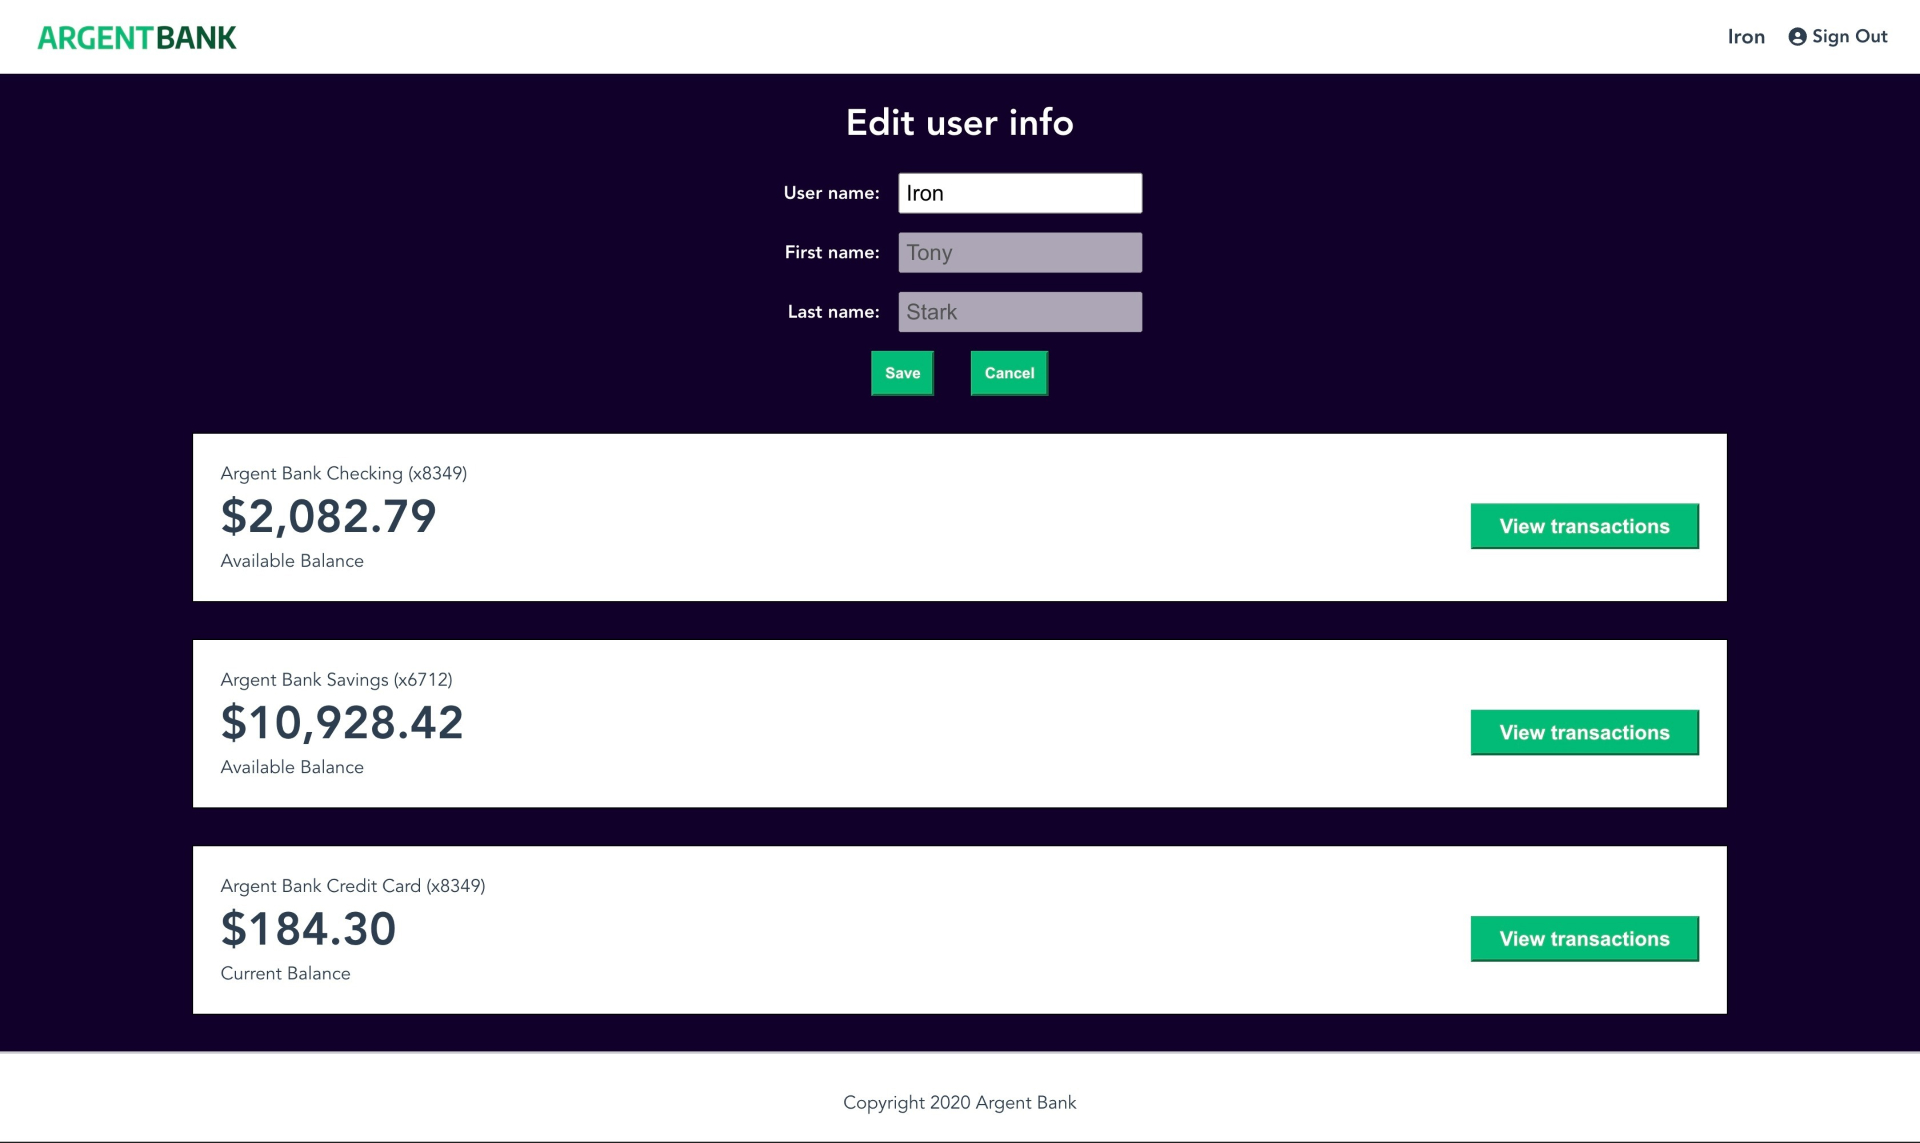 ARGENTBANK
Iron Sign Out
Edit user info
User name: Iron
First name: Tony
Last name: Stark
Save Cancel
Argent Bank Checking (x8349)
$2,082.79
Available Balance
View transactions
Argent Bank Savings (x6712)
$10,928.42
Available Balance
View transactions
Argent Bank Credit Card (x8349)
$184.30
Current Balance
View transactions
Copyright 2020 Argent Bank